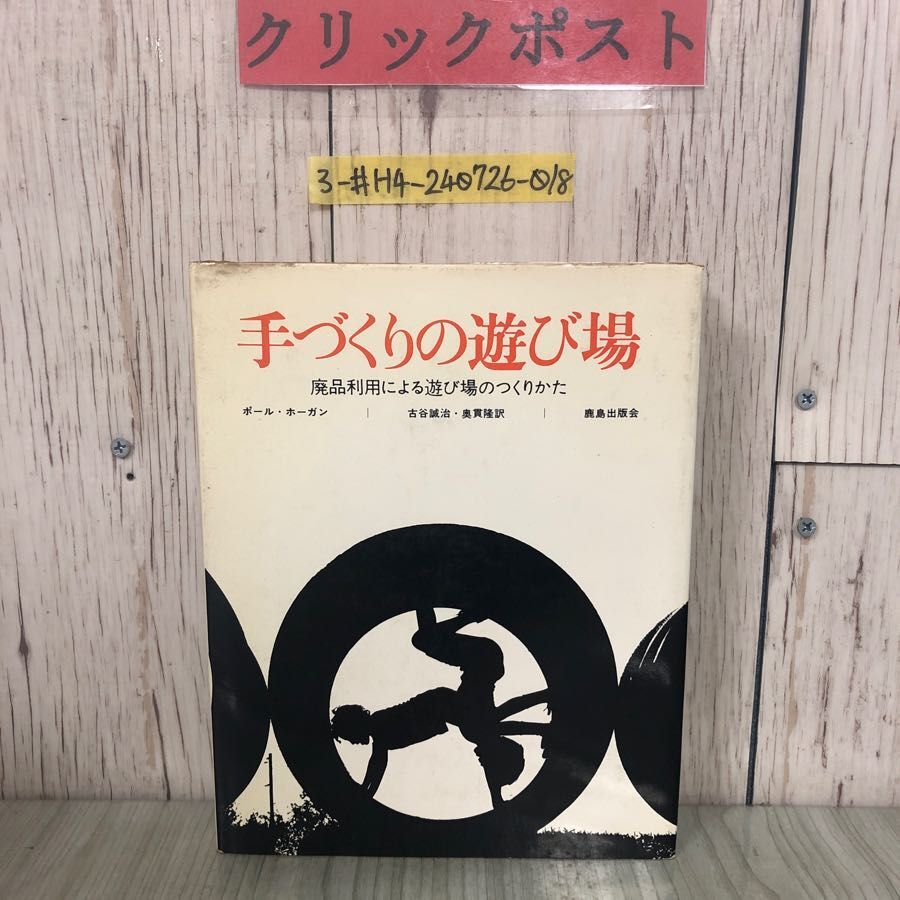 クリックポスト
3-#H4-240726-018
手づくりの遊び場
廃品利用による遊び場のつくりかた
ポール・ホーガン | 古谷誠治・奥貫隆訳 | 鹿島出版会